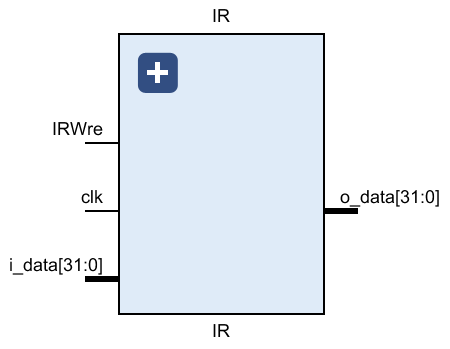 IR
IRWre
clk
o_data[31:0]
i_data[31:0]
IR